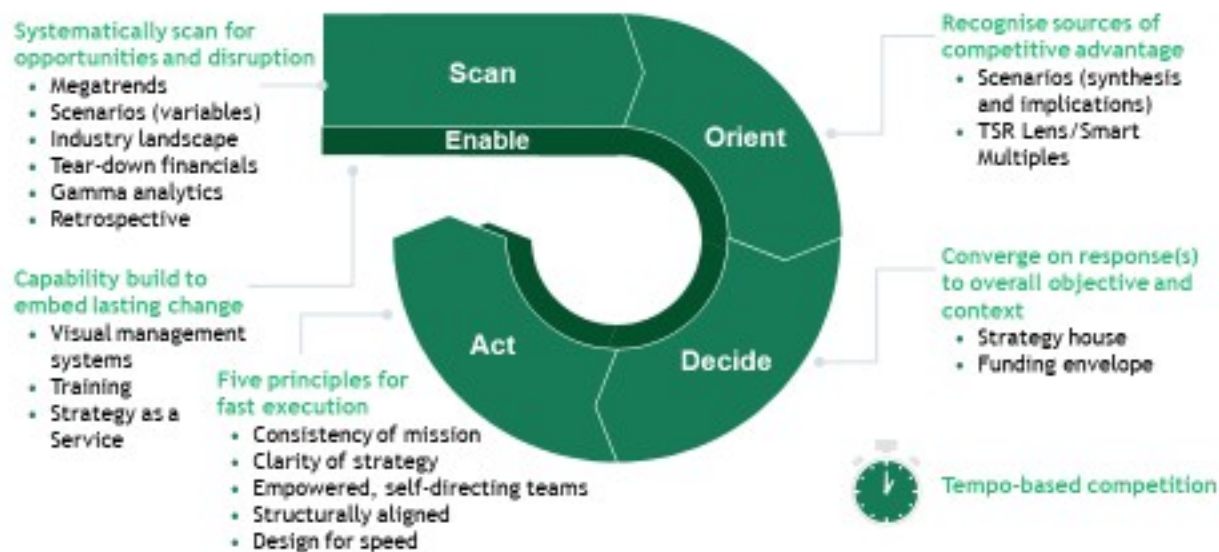 Systematically scan for
opportunities and disruption
• Megatrends
• Scenarios (variables)
• Industry landscape
• Tear-down financials
• Gamma analytics
• Retrospective
Scan
Enable
Orient
Decide
Act
Recognise sources of
competitive advantage
• Scenarios (synthesis
and implications)
• TSR Lens/Smart
Multiples
Converge on response(s)
to overall objective and
context
• Strategy house
• Funding envelope
Capability build to
embed lasting change
• Visual management
systems
• Training
• Strategy as a
Service
Five principles for
fast execution
• Consistency of mission
• Clarity of strategy
• Empowered, self-directing teams
• Structurally aligned
• Design for speed
Tempo-based competition